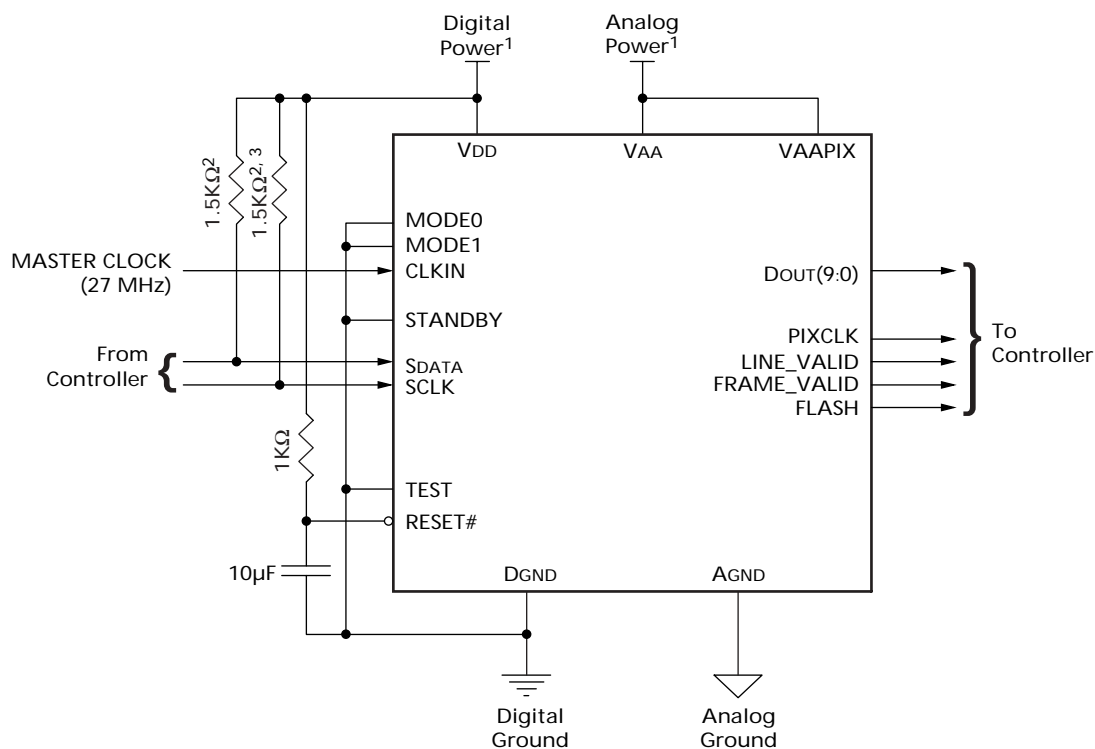 Digital
Power1
Analog
Power1
VDD
VAA
VAAPIX
1.5KΩ2
1.5KΩ2, 3
MODE0
MODE1
MASTER CLOCK
(27 MHz)
CLKIN
DOUT(9:0)
STANDBY
PIXCLK
To
Controller
From
Controller
SDATA
SCLK
LINE_VALID
FRAME_VALID
FLASH
1KΩ
TEST
RESET#
10µF
DGND
AGND
Digital
Ground
Analog
Ground